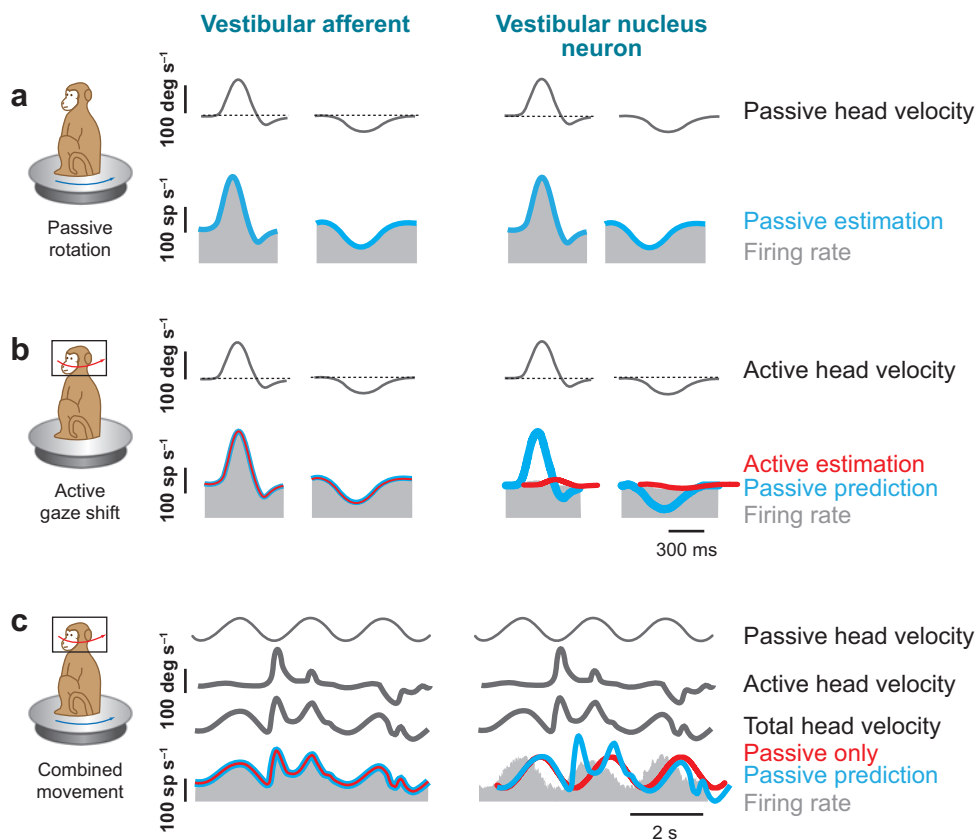 Vestibular afferent
Vestibular nucleus
neuron
a
100 deg s⁻¹
Passive head velocity
100 sp s⁻¹
Passive
rotation
Passive estimation
Firing rate
b
100 deg s⁻¹
Active head velocity
100 sp s⁻¹
Active
gaze shift
Active estimation
Passive prediction
Firing rate
300 ms
c
Passive head velocity
100 deg s⁻¹
Active head velocity
Total head velocity
100 sp s⁻¹
Combined
movement
Passive only
Passive prediction
Firing rate
2 s